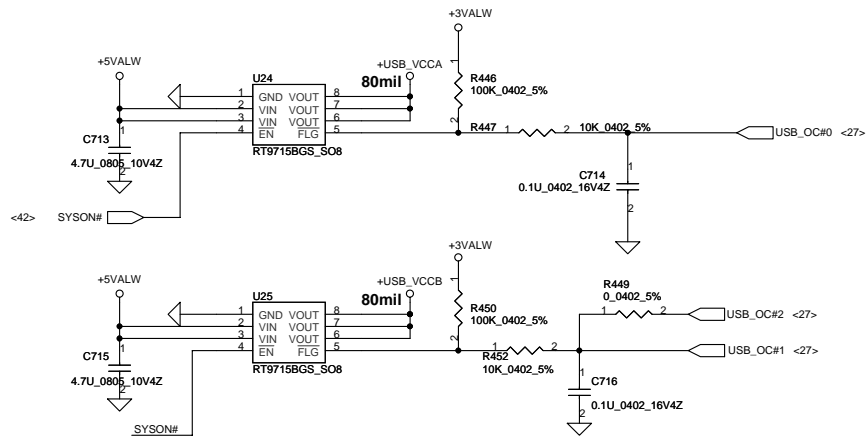 +3VALW
+5VALW
U24
+USB_VCCA
80mil
R446
100K_0402_5%
1
2
1 GND VOUT 8
2 VIN VOUT 7
3 VIN VOUT 6
4 EN FLG 5
RT9715BGS_SO8
R447 1 2 10K_0402_5%
USB_OC#0 <27>
C713
1
2
4.7U_0805_10V4Z
C714
1
2
0.1U_0402_16V4Z
<42> SYSON#
+3VALW
+5VALW
U25
+USB_VCCB
80mil
R450
100K_0402_5%
1
2
R449
0_0402_5%
1 2
USB_OC#2 <27>
1 GND VOUT 8
2 VIN VOUT 7
3 VIN VOUT 6
4 EN FLG 5
RT9715BGS_SO8
1 2
R452
10K_0402_5%
USB_OC#1 <27>
C715
1
2
4.7U_0805_10V4Z
C716
1
2
0.1U_0402_16V4Z
SYSON#